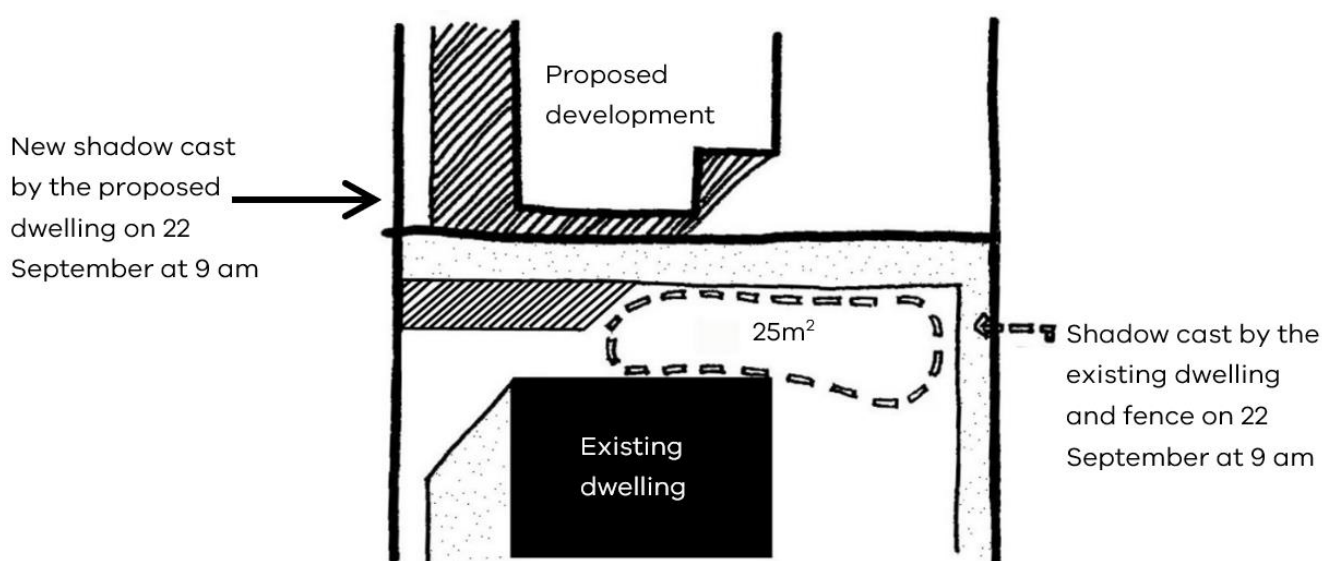 Proposed
development
New shadow cast
by the proposed
dwelling on 22
September at 9 am
25m²
Shadow cast by the
existing dwelling
and fence on 22
September at 9 am
Existing
dwelling